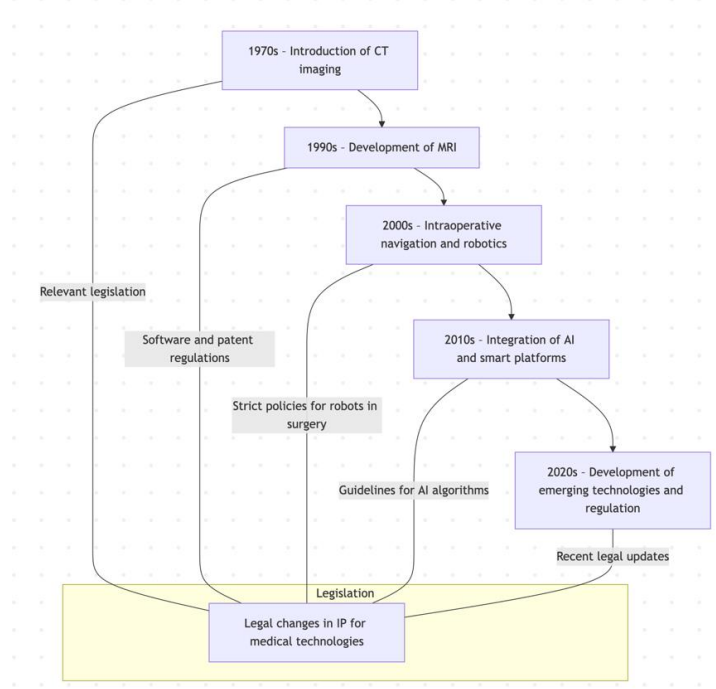 1970s – Introduction of CT
imaging
1990s – Development of MRI
2000s – Intraoperative
navigation and robotics
Relevant legislation
2010s – Integration of AI
and smart platforms
Software and patent
regulations
Strict policies for robots in
surgery
2020s – Development of
emerging technologies and
regulation
Guidelines for AI algorithms
Recent legal updates
Legislation
Legal changes in IP for
medical technologies